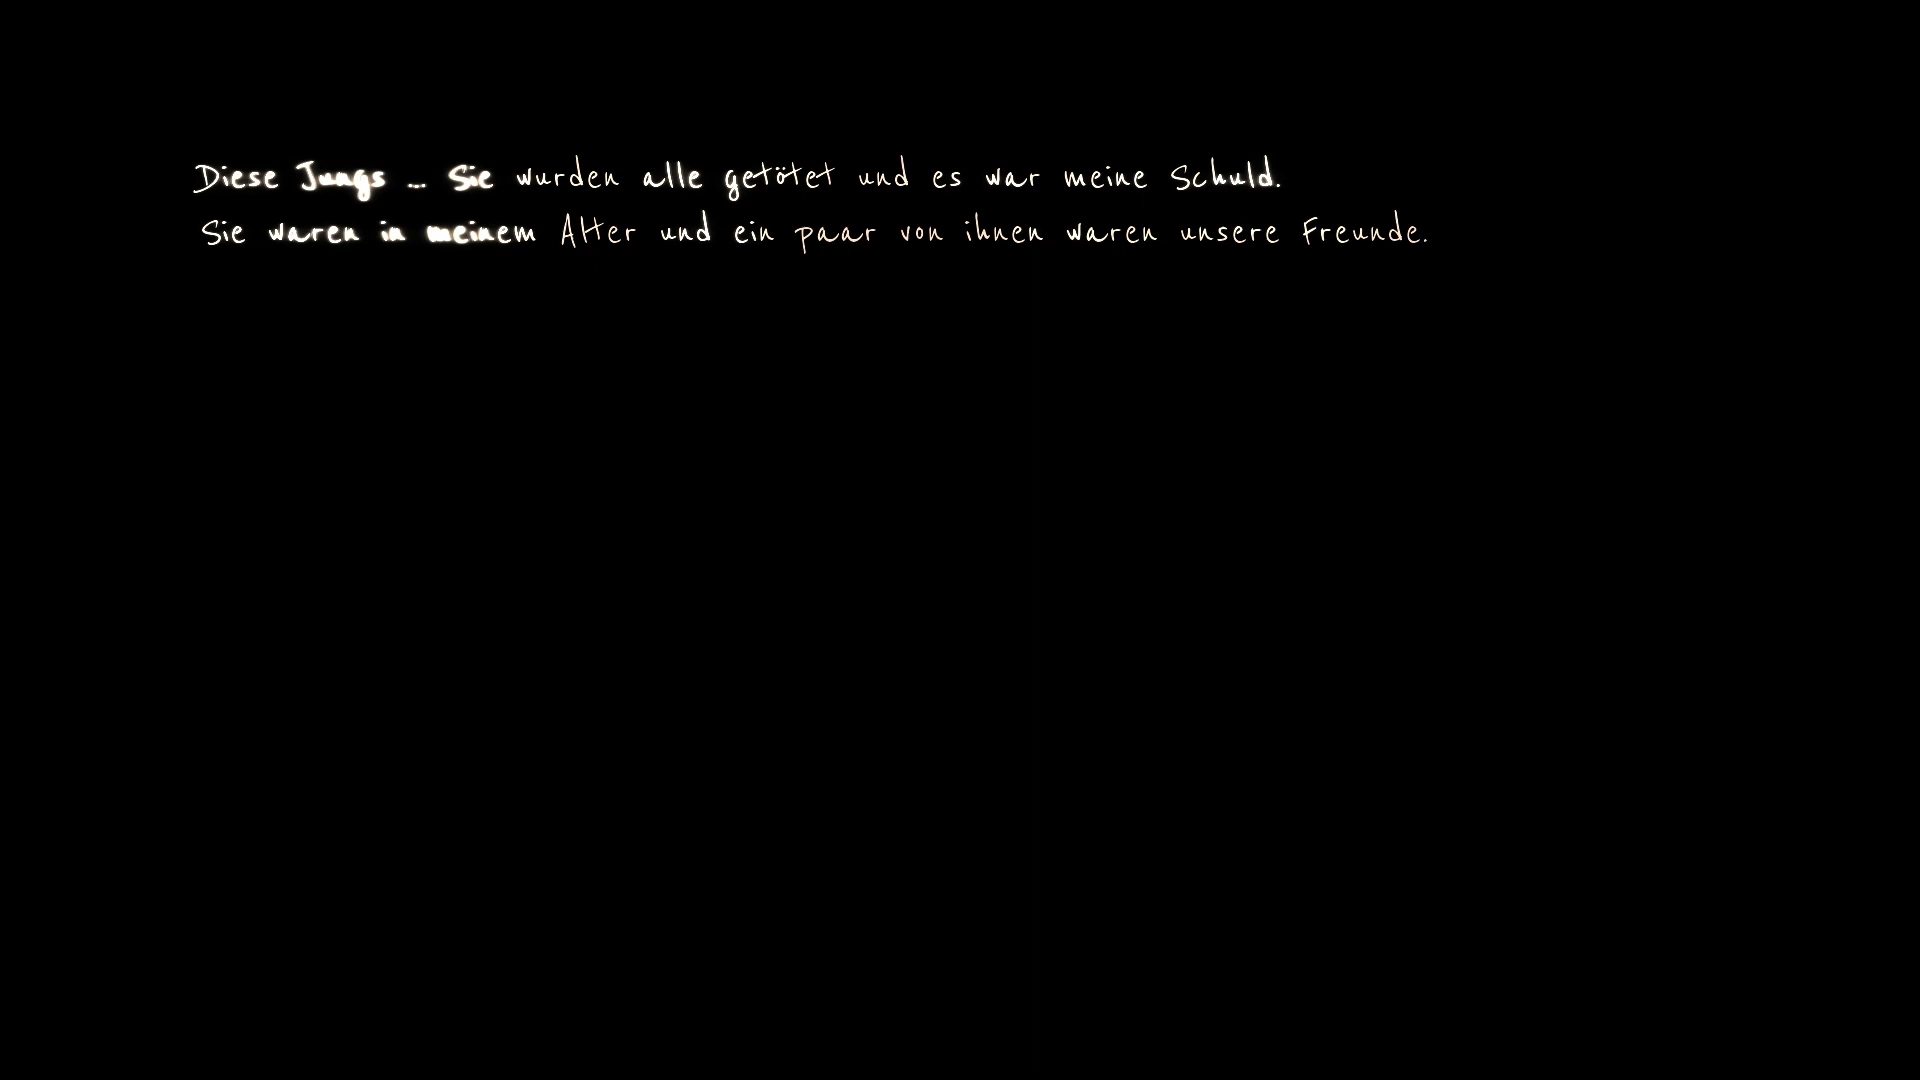 Diese Jungs ... Sie wurden alle getötet und es war meine Schuld.
Sie waren in meinem Alter und ein paar von ihnen waren unsere Freunde.